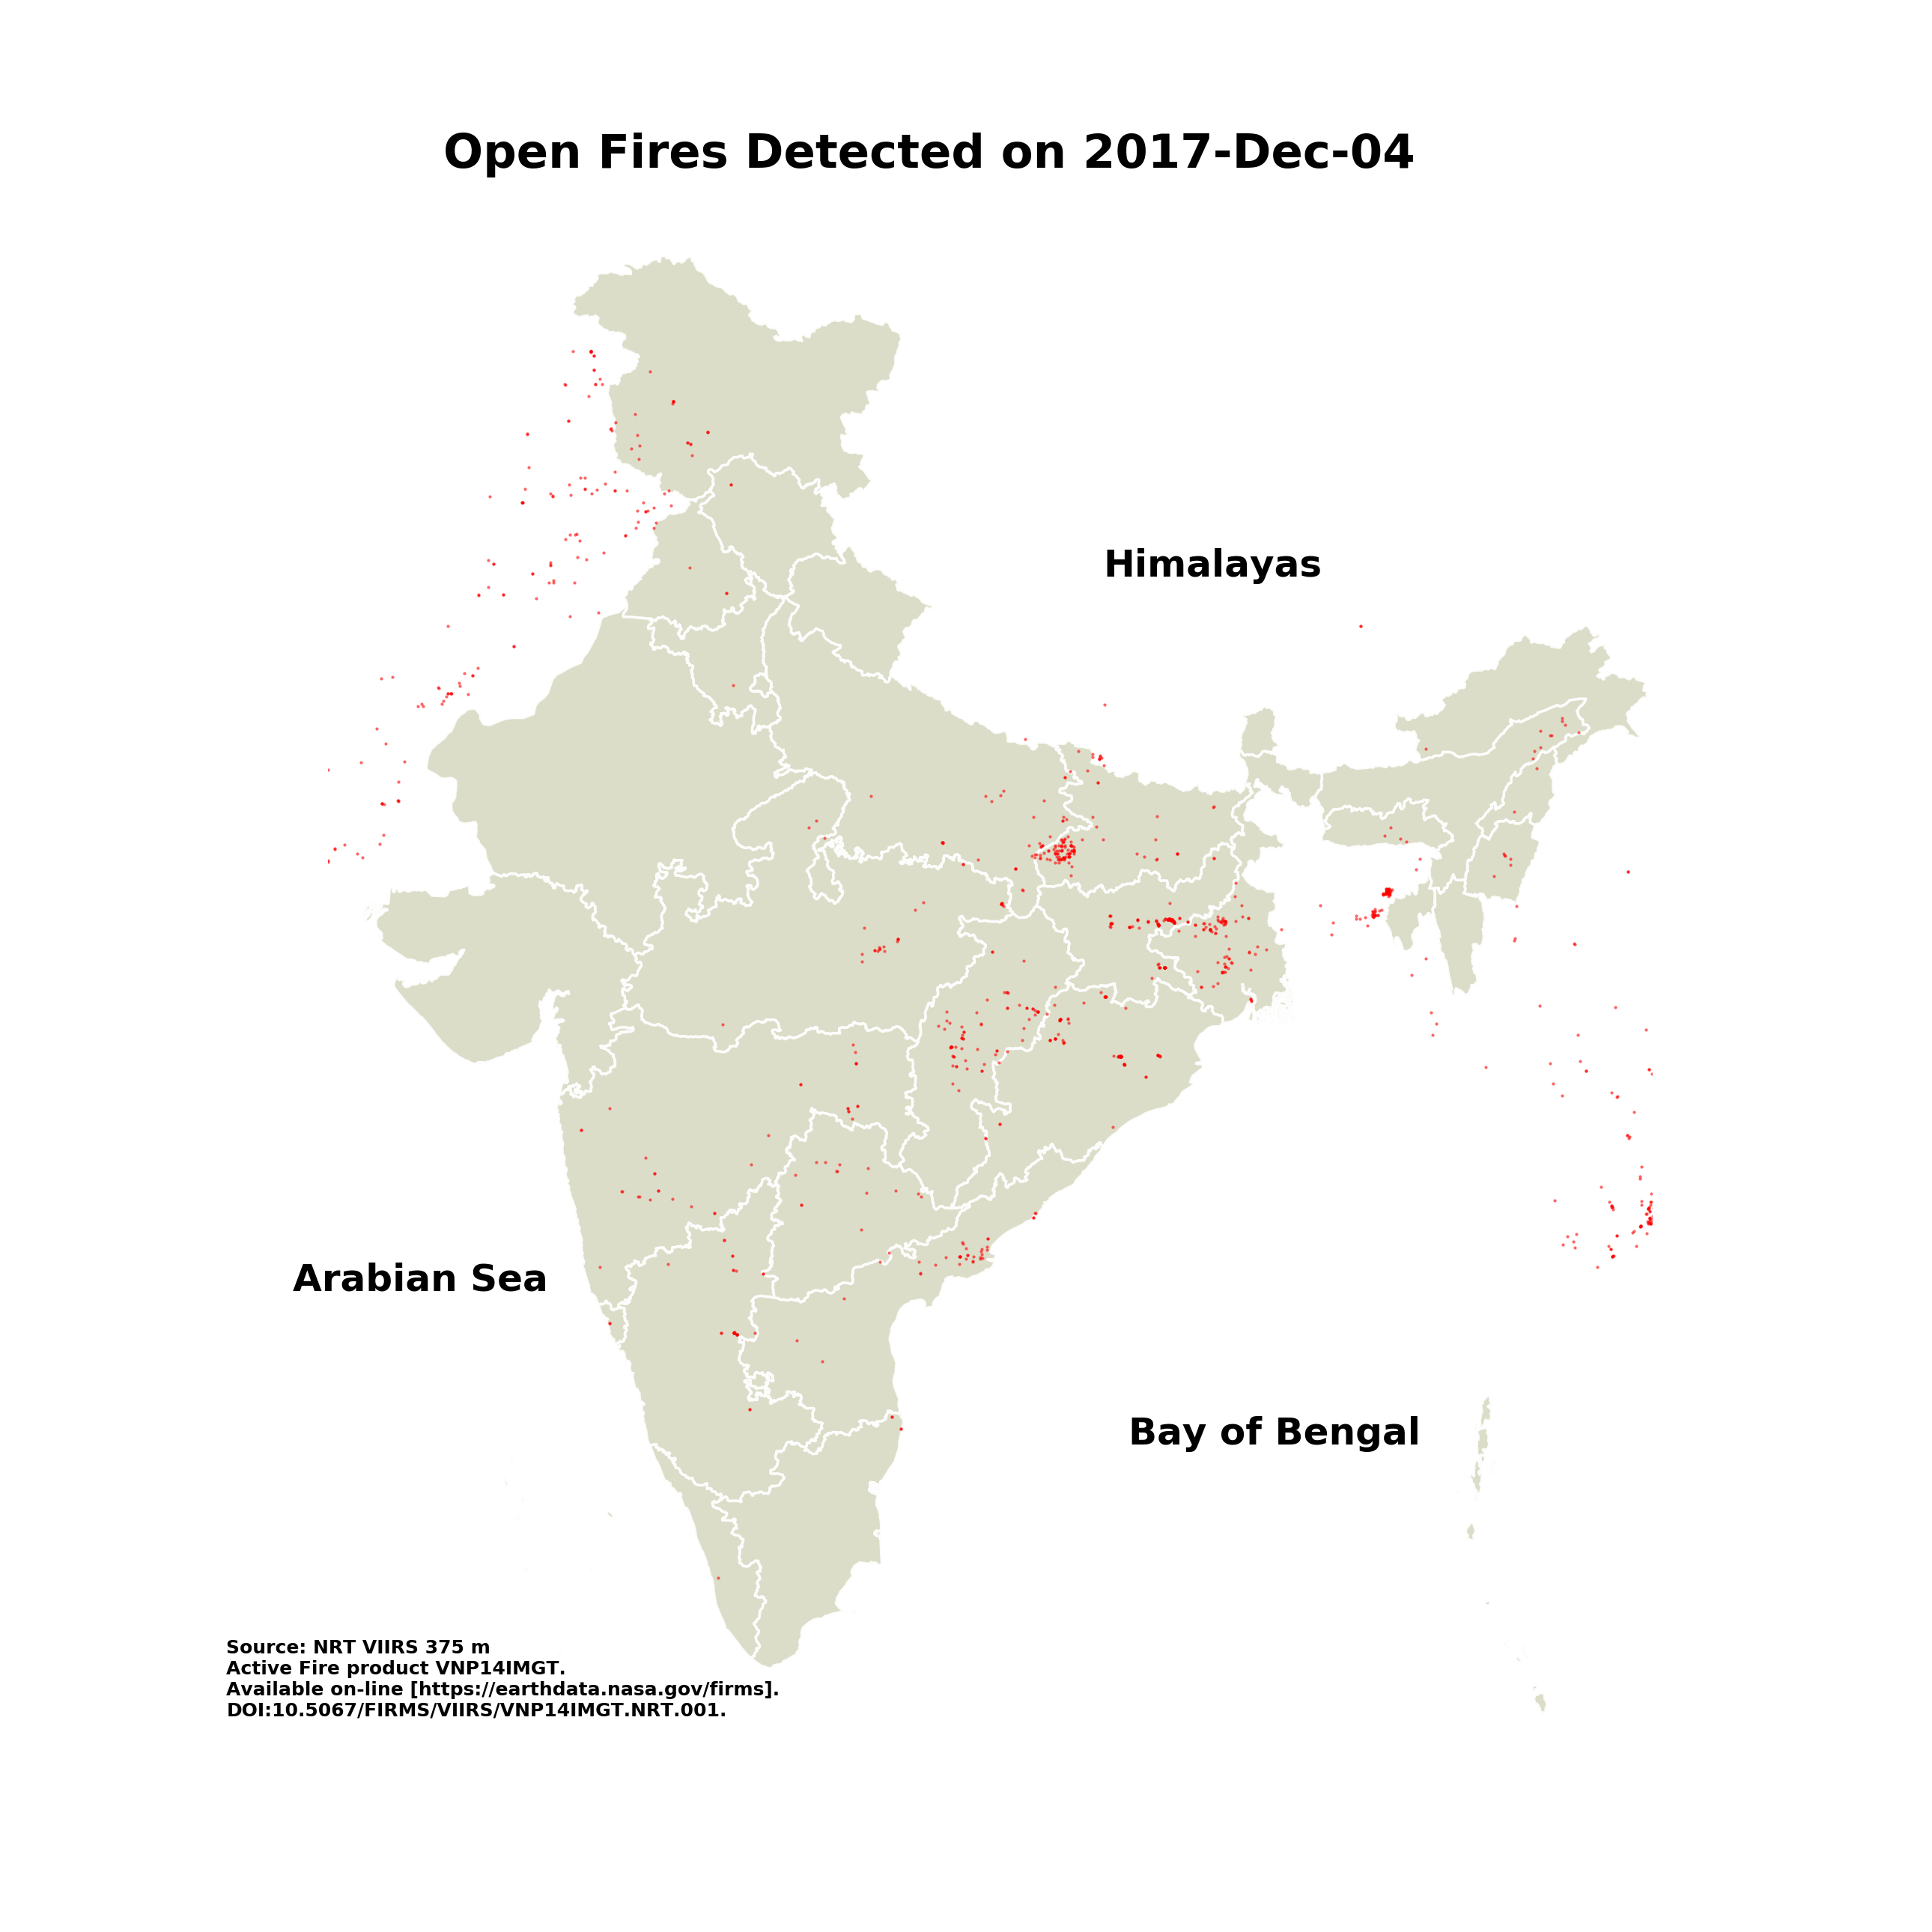 Open Fires Detected on 2017-Dec-04
Himalayas
Arabian Sea
Bay of Bengal
Source: NRT VIIRS 375 m
Active Fire product VNP14IMGT.
Available on-line [https://earthdata.nasa.gov/firms].
DOI:10.5067/FIRMS/VIIRS/VNP14IMGT.NRT.001.